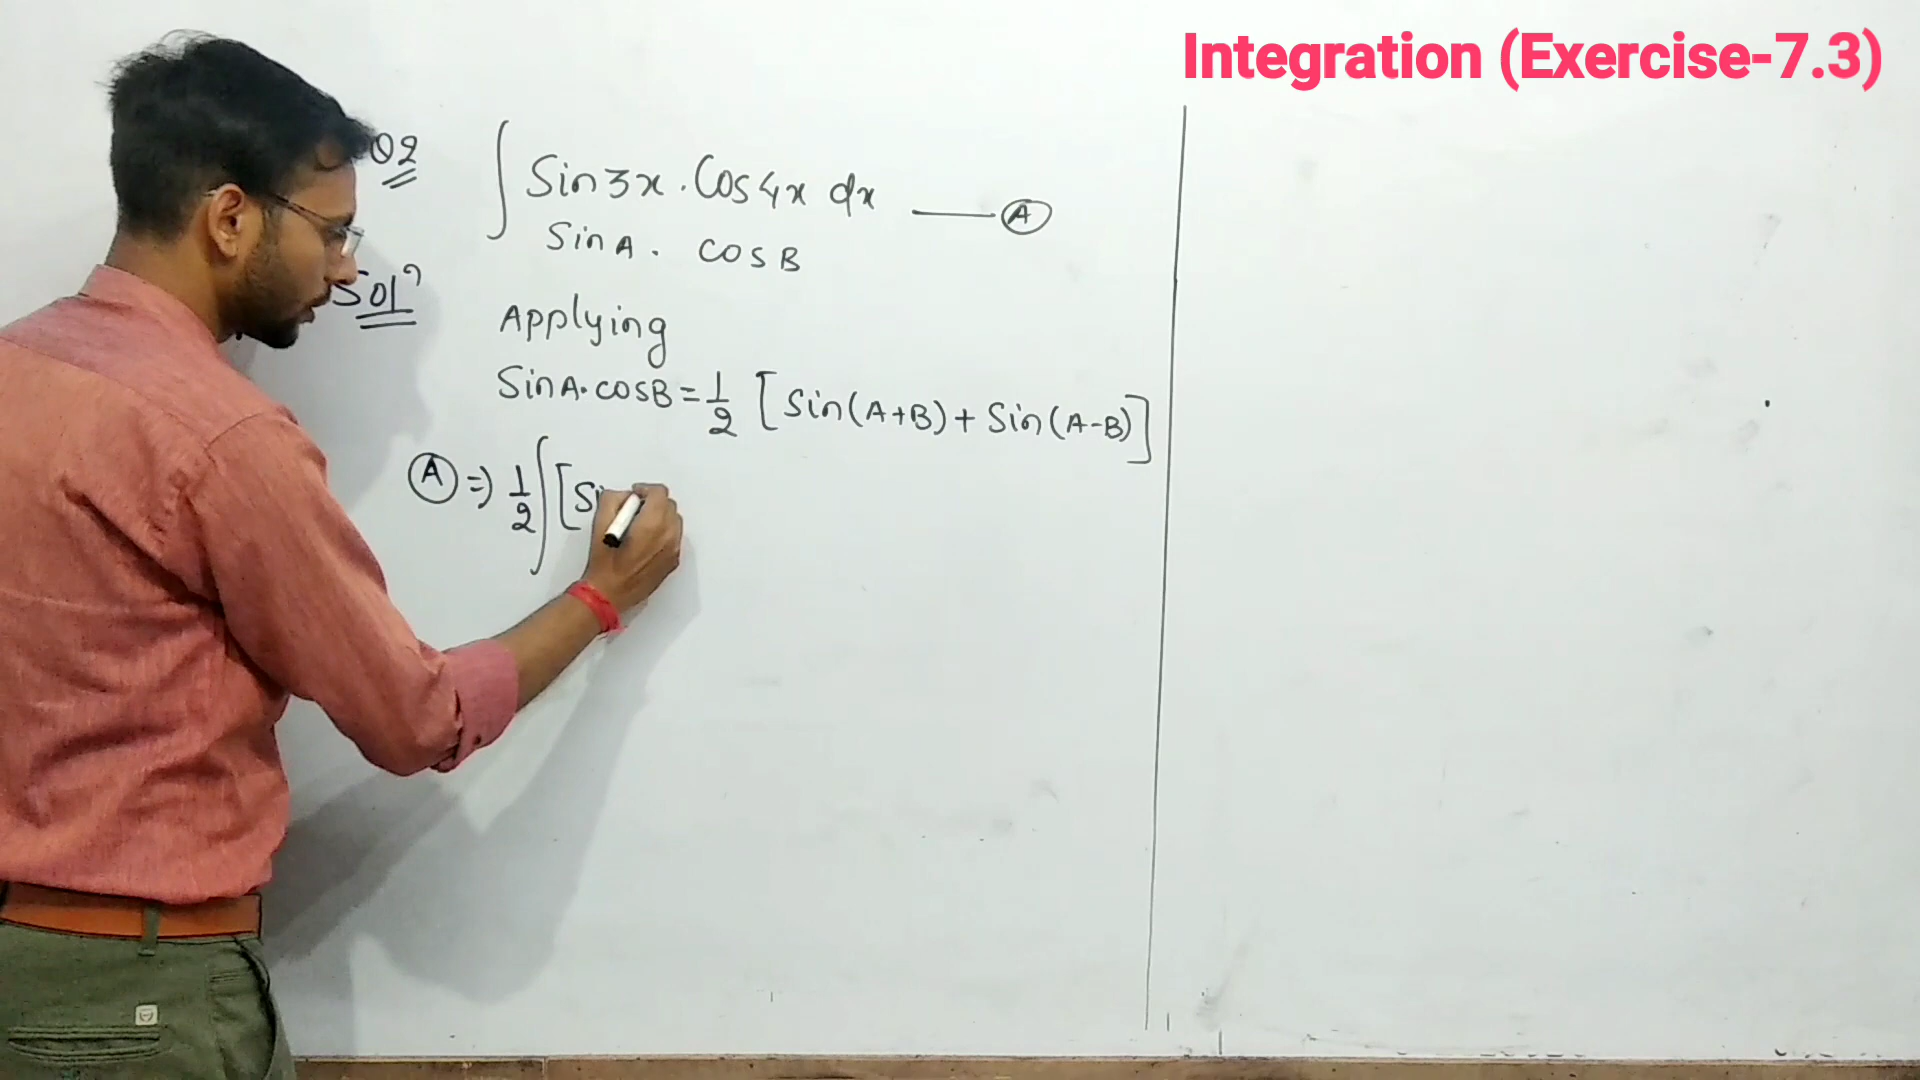 Integration (Exercise-7.3)
Q2 ∫ Sin3x . Cos4x dx —— (A)
SinA . cosB
Sol?
Applying
SinA.cosB = 1/2 [Sin(A+B) + Sin(A-B)]
(A) => 1/2 ∫ [Si